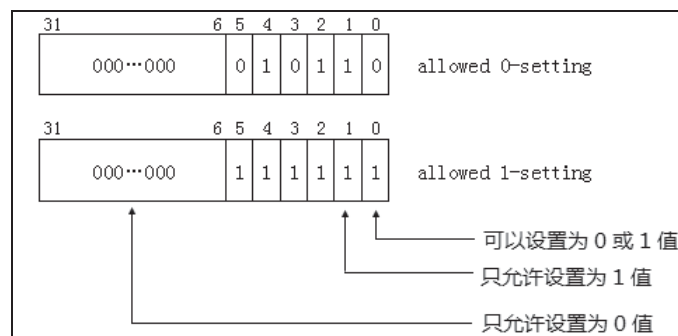 31 6 5 4 3 2 1 0
000…000 0 1 0 1 1 0 allowed 0-setting
31 6 5 4 3 2 1 0
000…000 1 1 1 1 1 1 allowed 1-setting
可以设置为 0 或 1 值
只允许设置为 1 值
只允许设置为 0 值